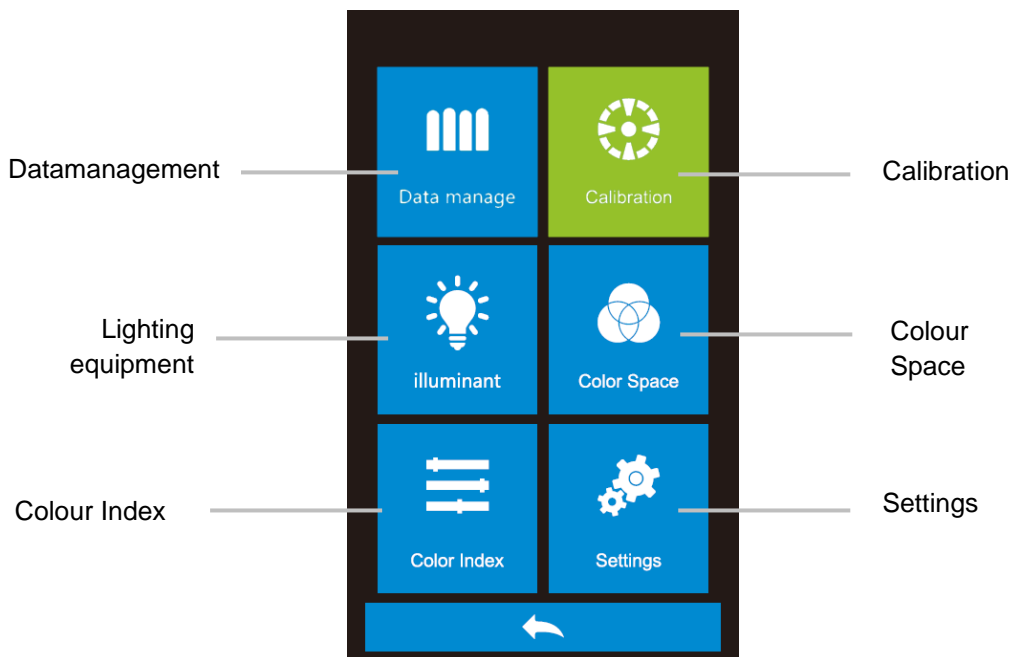 Datamanagement
Data manage
Calibration
Calibration
Lighting
equipment
illuminant
Color Space
Colour
Space
Colour Index
Color Index
Settings
Settings